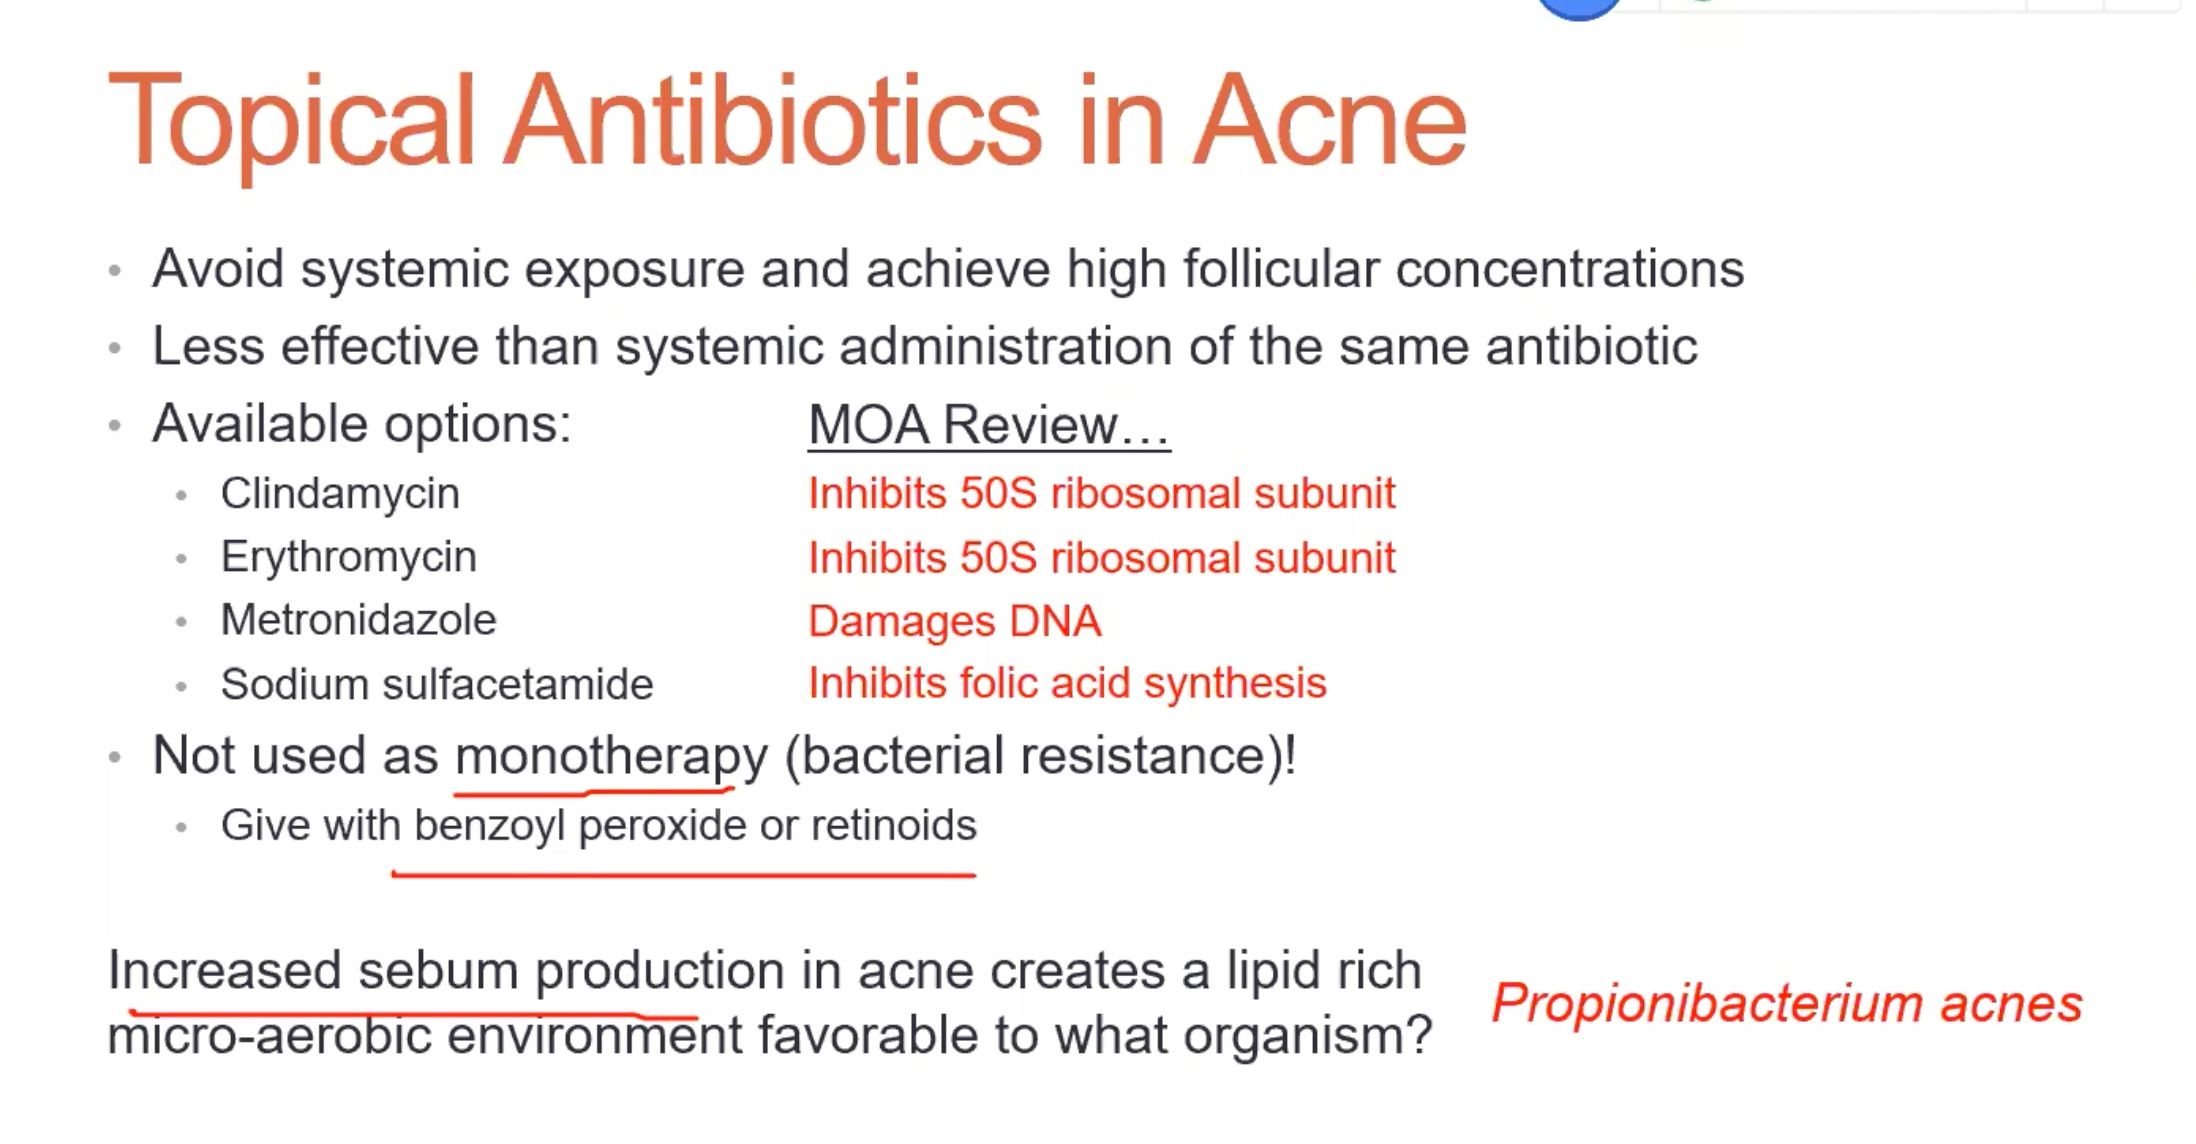 Topical Antibiotics in Acne
• Avoid systemic exposure and achieve high follicular concentrations
• Less effective than systemic administration of the same antibiotic
• Available options: MOA Review…
• Clindamycin Inhibits 50S ribosomal subunit
• Erythromycin Inhibits 50S ribosomal subunit
• Metronidazole Damages DNA
• Sodium sulfacetamide Inhibits folic acid synthesis
• Not used as monotherapy (bacterial resistance)!
• Give with benzoyl peroxide or retinoids
Increased sebum production in acne creates a lipid rich
micro-aerobic environment favorable to what organism?
Propionibacterium acnes